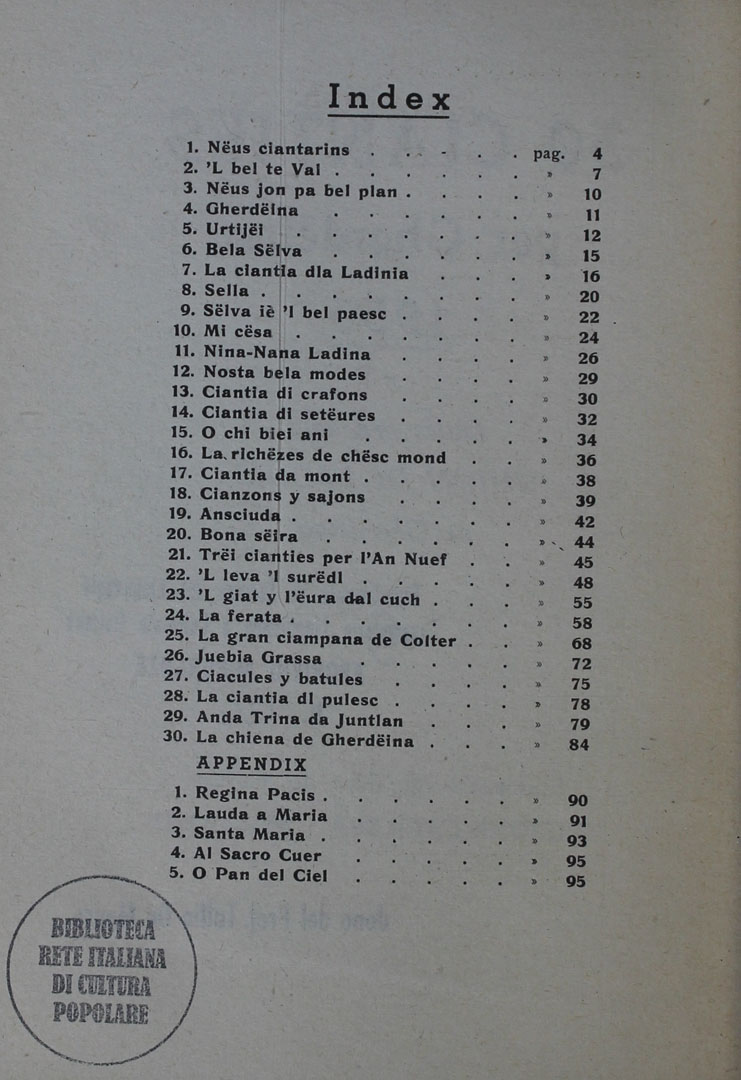 Index
1. Nëus ciantarins . . - . . . pag. 4
2. 'L bel te Val . . . . . . » 7
3. Nëus jon pa bel plan . . . . » 10
4. Gherdëina . . . . . » 11
5. Urtijëi . . . . . . » 12
6. Bela Sëlva . . . . . » 15
7. La ciantia dla Ladinia . . . » 16
8. Sella . . . . . . . » 20
9. Sëlva iè 'l bel paesc . . . . » 22
10. Mi cësa . . . . . . » 24
11. Nina-Nana Ladina . . . . » 26
12. Nosta bela modes . . . . » 29
13. Ciantia di crafons . . . . » 30
14. Ciantia di setëures . . . . » 32
15. O chi biei ani . . . . . » 34
16. La richëzes de chësc mond . . » 36
17. Ciantia da mont . . . . . » 38
18. Cianzons y sajons . . . . » 39
19. Ansciuda . . . . . . . » 42
20. Bona sëira . . . . . » 44
21. Trëi cianties per l'An Nuef . . » 45
22. 'L leva 'l surëdl . . . . . » 48
23. 'L giat y l'ëura dal cuch . . . » 55
24. La ferata . . . . . . . » 58
25. La gran ciampana de Colter . . » 68
26. Juebia Grassa . . . . . » 72
27. Ciacules y batules . . . . » 75
28. La ciantia dl pulesc . . . . » 78
29. Anda Trina da Juntlan . . . » 79
30. La chiena de Gherdëina . . . » 84
APPENDIX
1. Regina Pacis . . . . . . » 90
2. Lauda a Maria . . . . . » 91
3. Santa Maria . . . . . . » 93
4. Al Sacro Cuer . . . . . » 95
5. O Pan del Ciel . . . . . » 95
BIBLIOTECA
RETE ITALIANA
DI CULTURA
POPOLARE